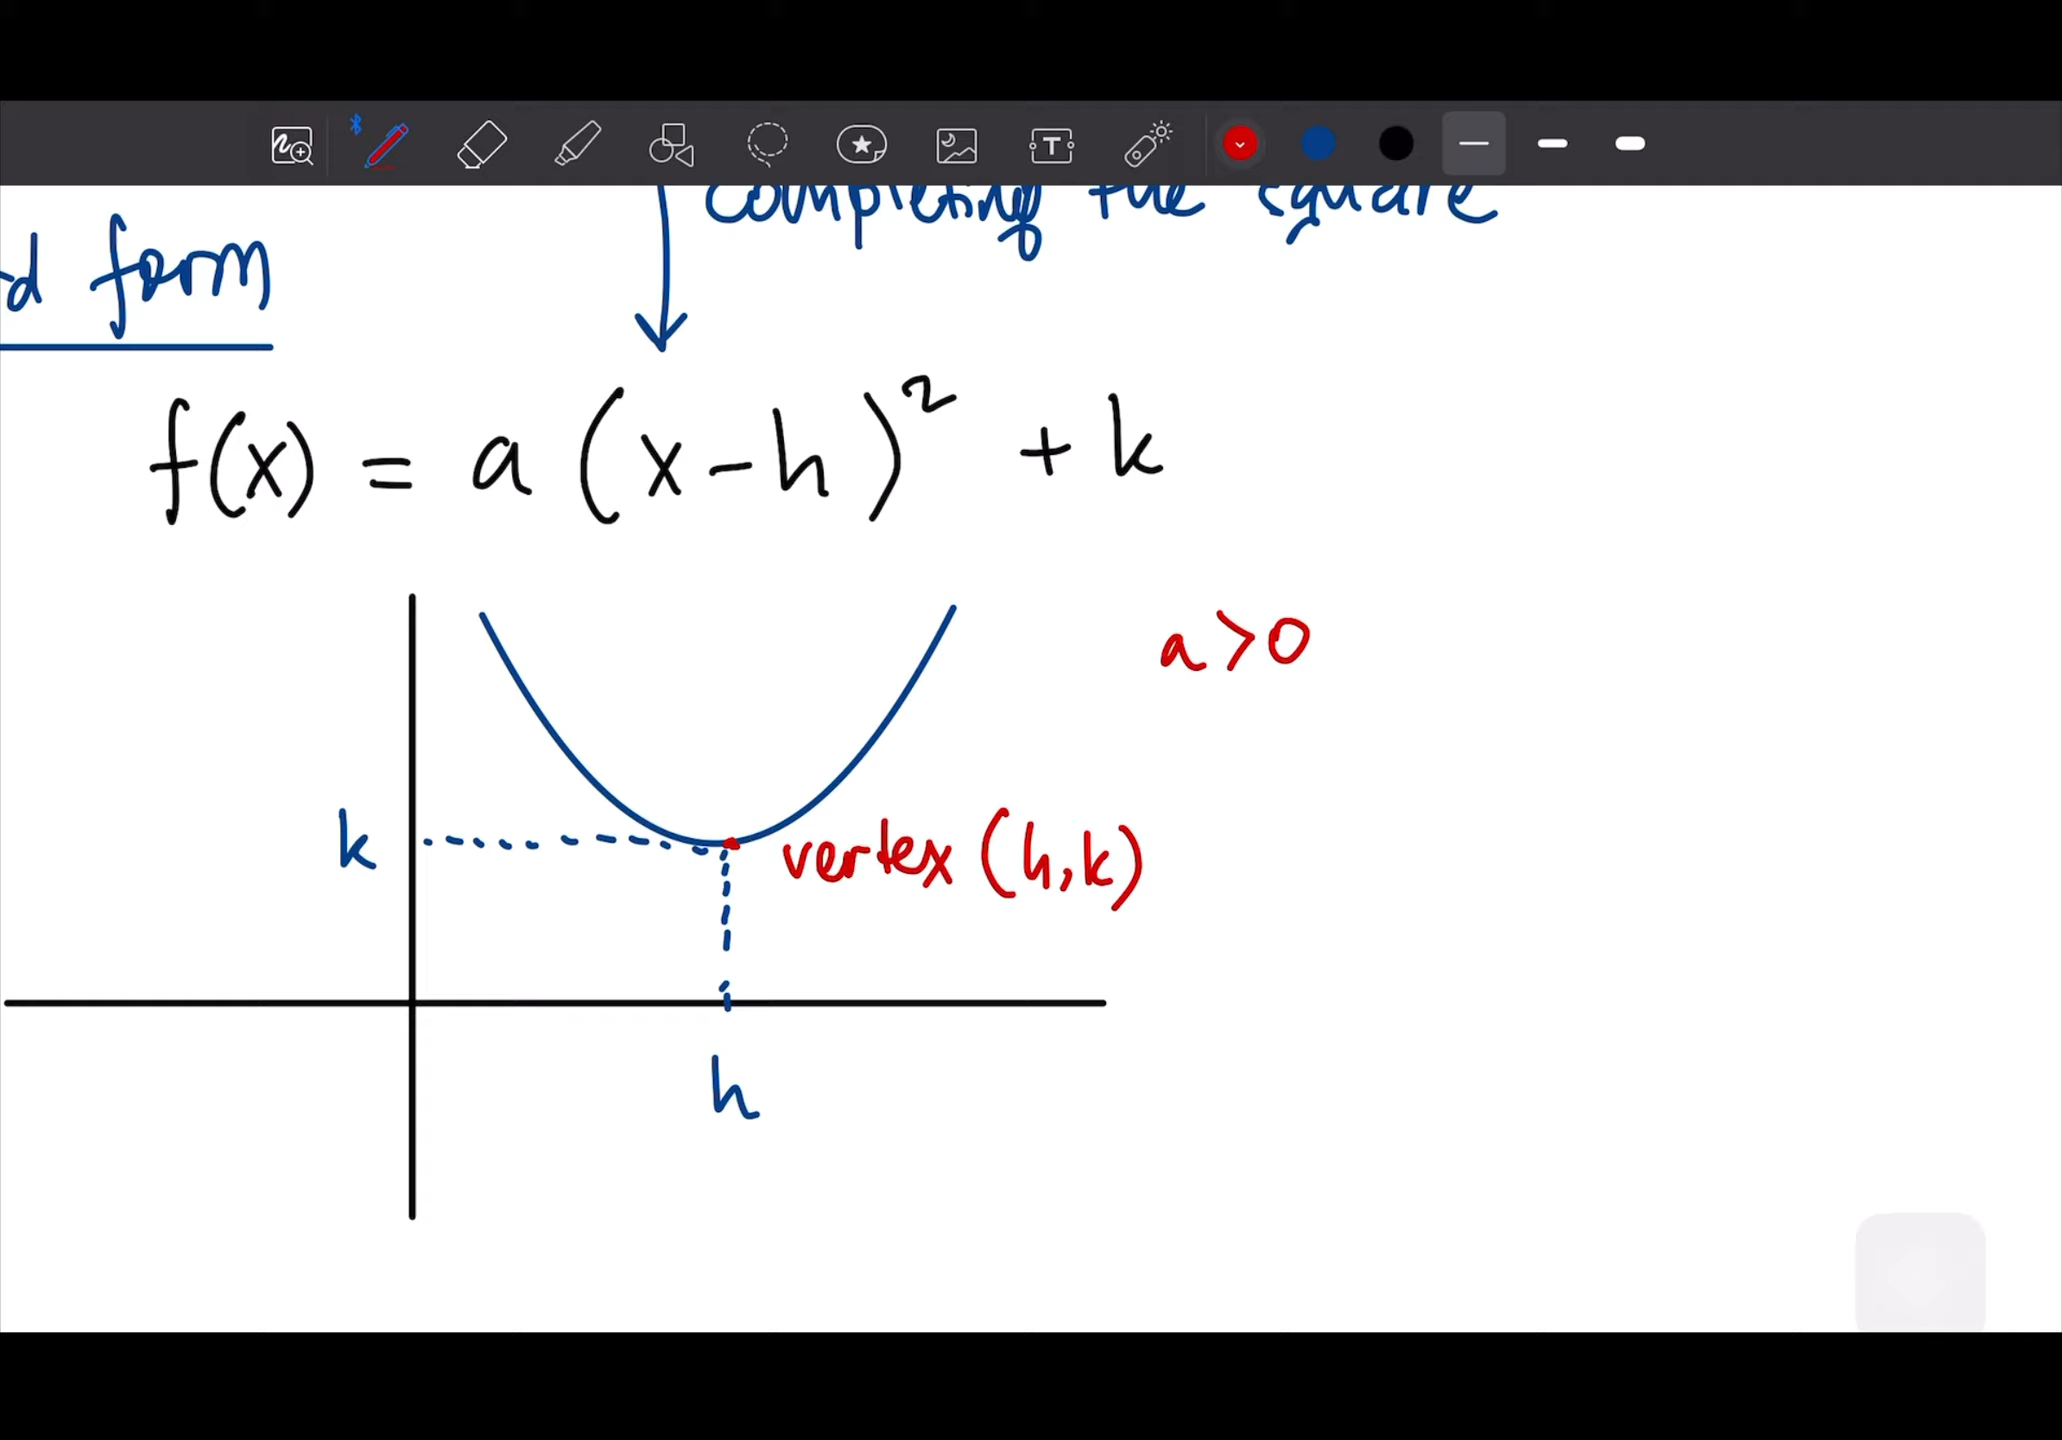 completing the square
d form
f(x) = a (x-h)² + k
a>0
k
vertex (h,k)
h